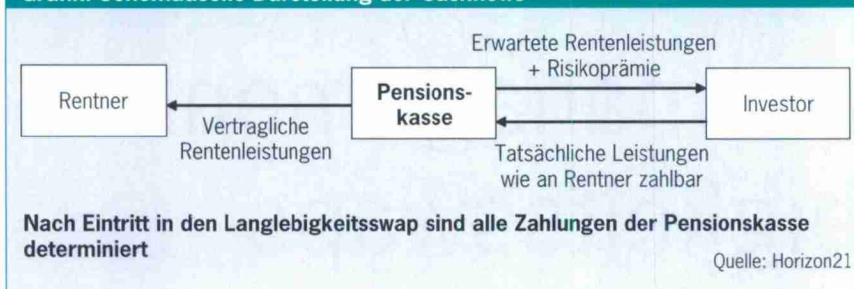 Erwartete Rentenleistungen
+ Risikoprämie
Rentner
Pensions-
kasse
Investor
Vertragliche
Rentenleistungen
Tatsächliche Leistungen
wie an Rentner zahlbar
Nach Eintritt in den Langlebigkeitsswap sind alle Zahlungen der Pensionskasse
determiniert
Quelle: Horizon21